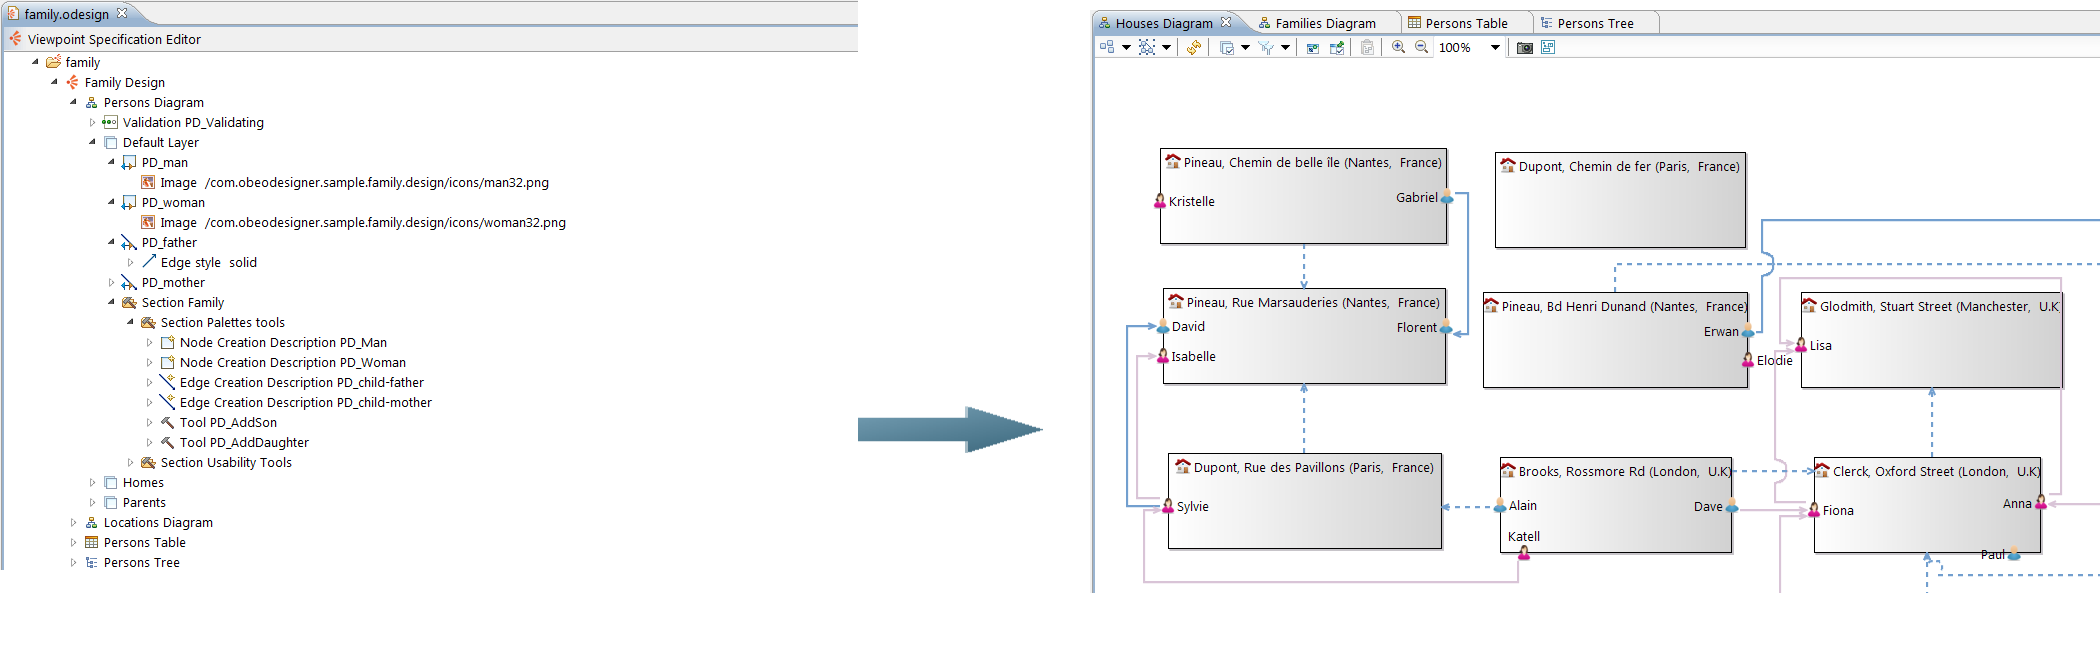 family.odesign
Viewpoint Specification Editor
family
Family Design
Persons Diagram
Validation PD_Validating
Default Layer
PD_man
Image /com.obeodesigner.sample.family.design/icons/man32.png
PD_woman
Image /com.obeodesigner.sample.family.design/icons/woman32.png
PD_father
Edge style solid
PD_mother
Section Family
Section Palettes tools
Node Creation Description PD_Man
Node Creation Description PD_Woman
Edge Creation Description PD_child-father
Edge Creation Description PD_child-mother
Tool PD_AddSon
Tool PD_AddDaughter
Section Usability Tools
Homes
Parents
Locations Diagram
Persons Table
Persons Tree
Houses Diagram
Families Diagram
Persons Table
Persons Tree
100%
Pineau, Chemin de belle île (Nantes, France)
Kristelle
Gabriel
Dupont, Chemin de fer (Paris, France)
Pineau, Rue Marsauderies (Nantes, France)
David
Florent
Isabelle
Pineau, Bd Henri Dunand (Nantes, France)
Erwan
Elodie
Glodmith, Stuart Street (Manchester, U.K
Lisa
Dupont, Rue des Pavillons (Paris, France)
Sylvie
Brooks, Rossmore Rd (London, U.K)
Alain
Dave
Katell
Clerck, Oxford Street (London, U.K)
Anna
Fiona
Paul